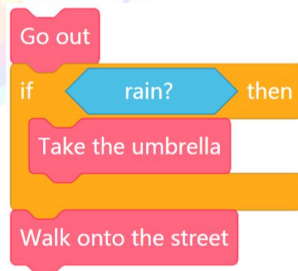 Go out
if rain? then
Take the umbrella
Walk onto the street